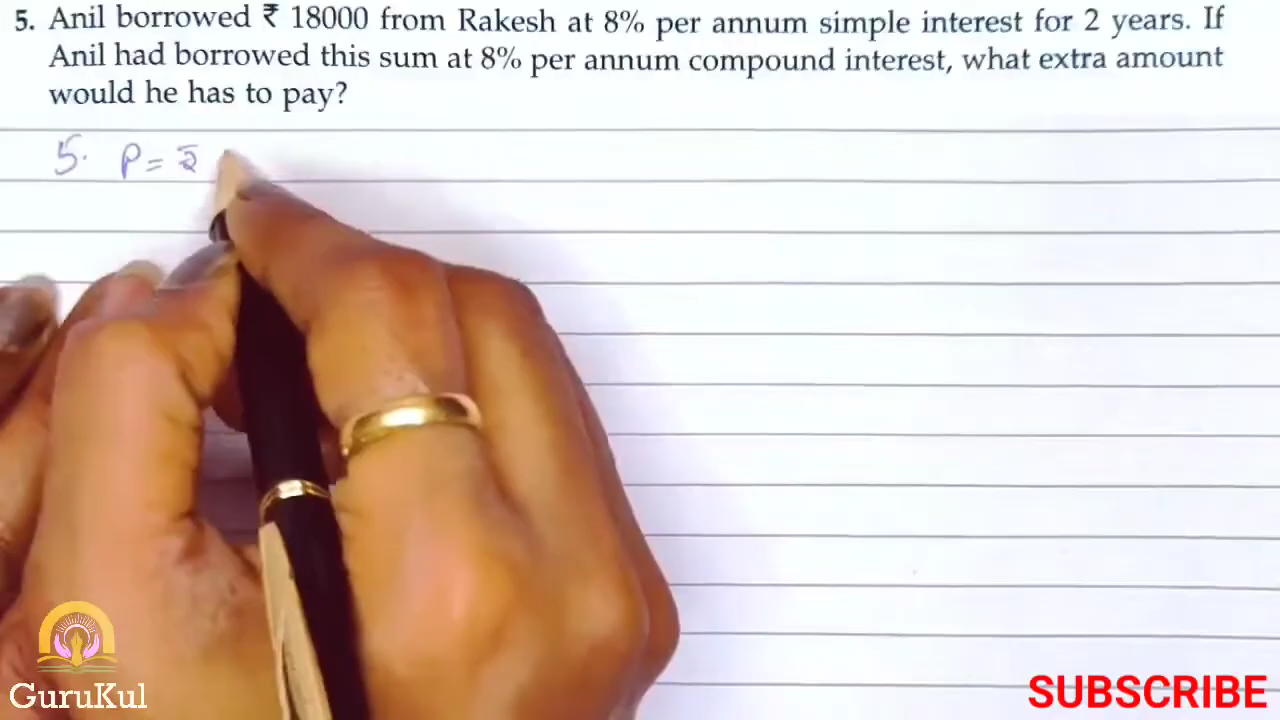 5. Anil borrowed ₹ 18000 from Rakesh at 8% per annum simple interest for 2 years. If
Anil had borrowed this sum at 8% per annum compound interest, what extra amount
would he has to pay?
5. P = ₹
GuruKul
SUBSCRIBE